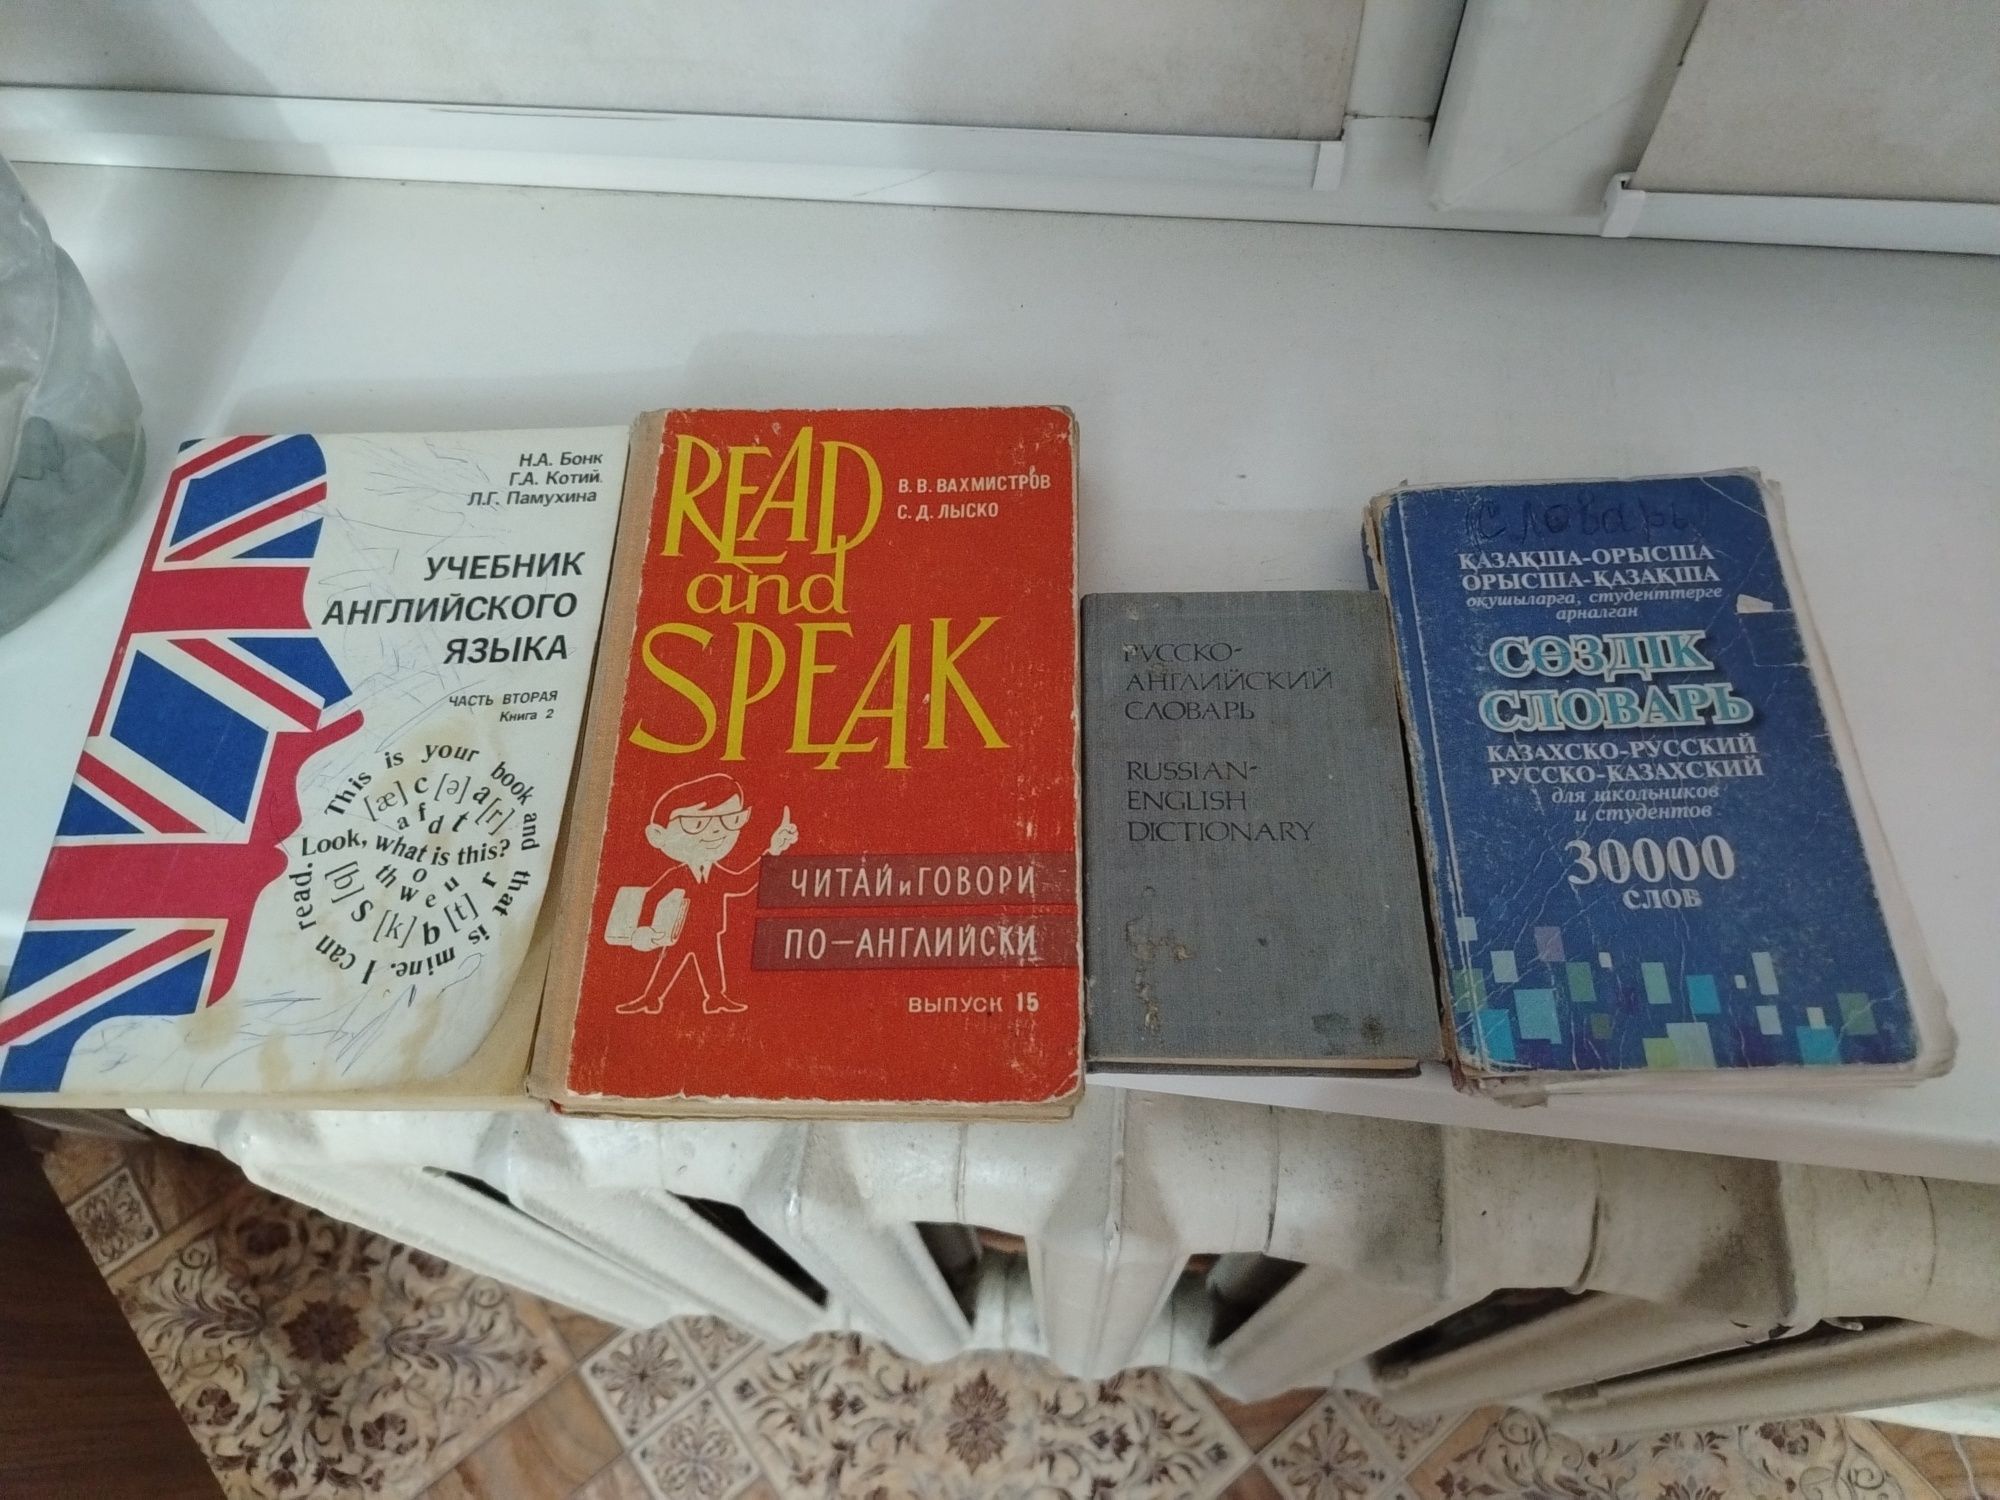 Н.А. Бонк
Г.А. Котий
Л.Г. Памухина
УЧЕБНИК
АНГЛИЙСКОГО
ЯЗЫКА
ЧАСТЬ ВТОРАЯ
Книга 2
This is your book and that is mine. I can read.
Look, what is this?
[æ] c [ə] a [r]
a f d t
th w e u r
o
[b] S [k] b [t]
READ
and
SPEAK
В. В. ВАХМИСТРОВ
С. Д. ЛЫСКО
ЧИТАЙ и ГОВОРИ
ПО-АНГЛИЙСКИ
ВЫПУСК 15
РУССКО-
АНГЛИЙСКИЙ
СЛОВАРЬ
RUSSIAN-
ENGLISH
DICTIONARY
Словарь
ҚАЗАҚША-ОРЫСША
ОРЫСША-ҚАЗАҚША
оқушыларға, студенттерге
арналған
СӨЗДІК
СЛОВАРЬ
КАЗАХСКО-РУССКИЙ
РУССКО-КАЗАХСКИЙ
для школьников
и студентов
30000
СЛОВ